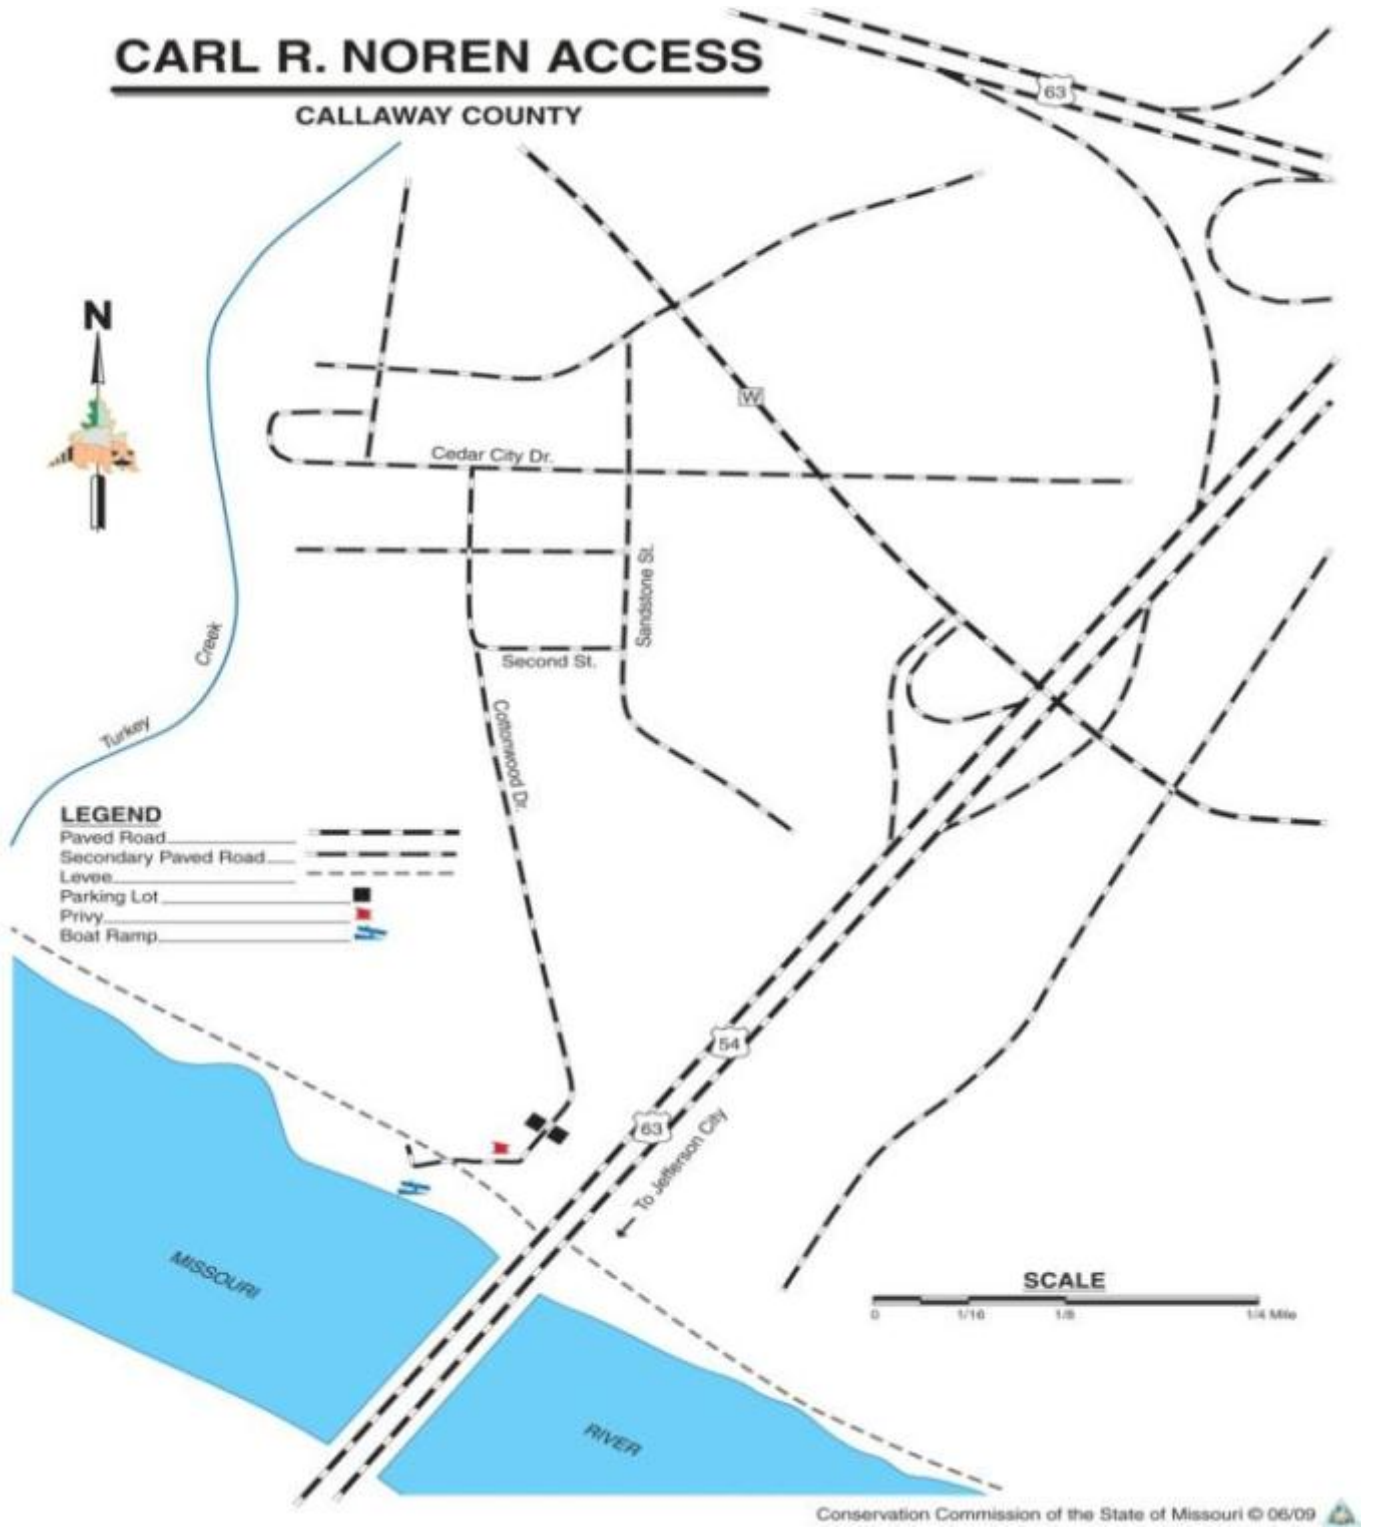 CARL R. NOREN ACCESS
CALLAWAY COUNTY
63
N
W
Cedar City Dr.
Sandstone St.
Creek
Second St.
Turkey
Cottonwood Dr.
LEGEND
Paved Road
Secondary Paved Road
Levee
Parking Lot
Privy
Boat Ramp
54
63
To Jefferson City
MISSOURI
SCALE
0 1/16 1/8 1/4 Mile
RIVER
Conservation Commission of the State of Missouri © 06/09